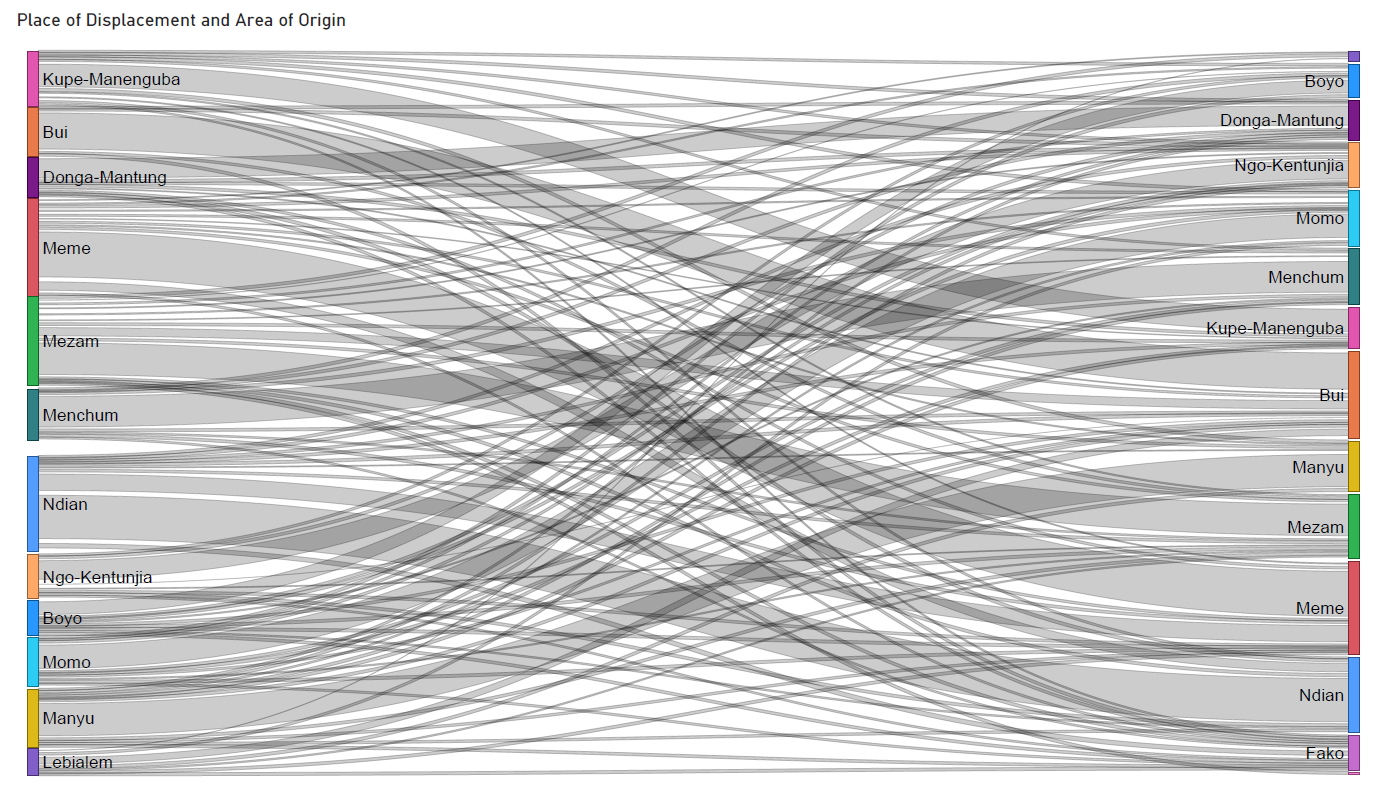 Place of Displacement and Area of Origin
Kupe-Manenguba
Bui
Donga-Mantung
Meme
Mezam
Menchum
Ndian
Ngo-Kentunjia
Boyo
Momo
Manyu
Lebialem
Boyo
Donga-Mantung
Ngo-Kentunjia
Momo
Menchum
Kupe-Manenguba
Bui
Manyu
Mezam
Meme
Ndian
Fako